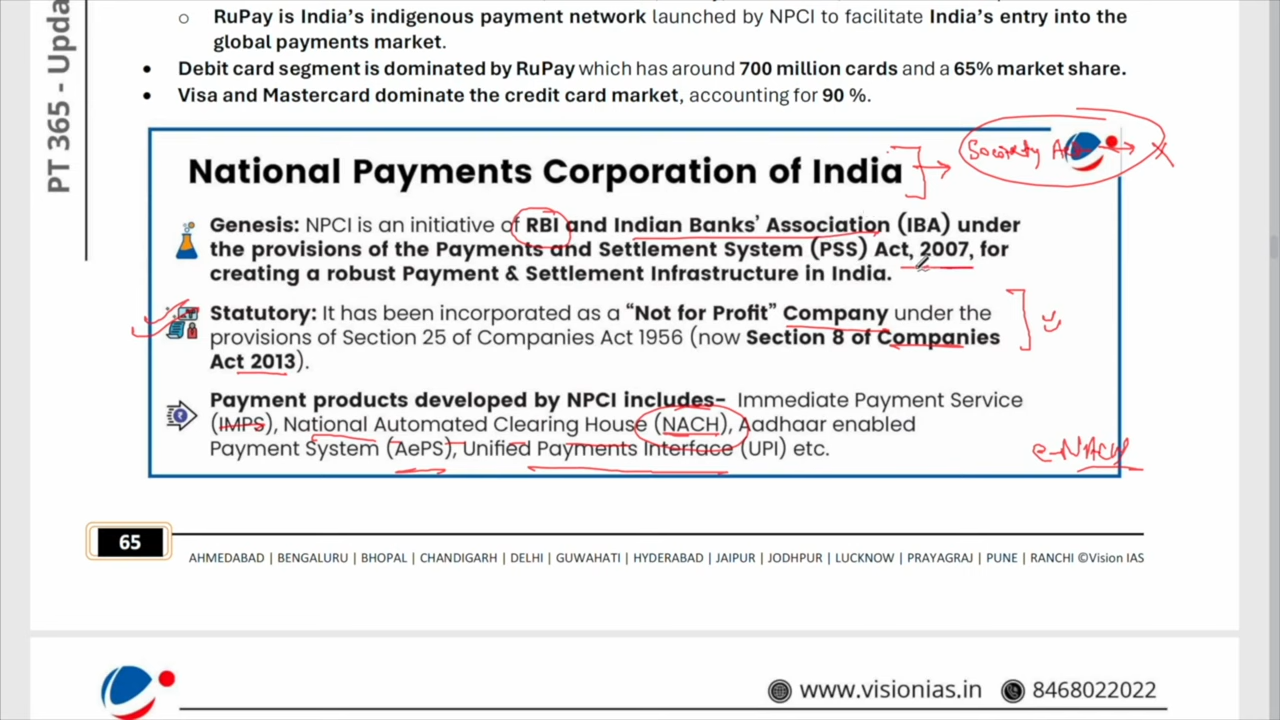 ○ RuPay is India's indigenous payment network launched by NPCI to facilitate India's entry into the
global payments market.
• Debit card segment is dominated by RuPay which has around 700 million cards and a 65% market share.
• Visa and Mastercard dominate the credit card market, accounting for 90 %.
PT 365 - Upda
National Payments Corporation of India
Society
Genesis: NPCI is an initiative of RBI and Indian Banks' Association (IBA) under
the provisions of the Payments and Settlement System (PSS) Act, 2007, for
creating a robust Payment & Settlement Infrastructure in India.
Statutory: It has been incorporated as a “Not for Profit” Company under the
provisions of Section 25 of Companies Act 1956 (now Section 8 of Companies
Act 2013).
Payment products developed by NPCI includes- Immediate Payment Service
(IMPS), National Automated Clearing House (NACH), Aadhaar enabled
Payment System (AePS), Unified Payments Interface (UPI) etc.
e-NACH
65
AHMEDABAD | BENGALURU | BHOPAL | CHANDIGARH | DELHI | GUWAHATI | HYDERABAD | JAIPUR | JODHPUR | LUCKNOW | PRAYAGRAJ | PUNE | RANCHI ©Vision IAS
www.visionias.in
8468022022